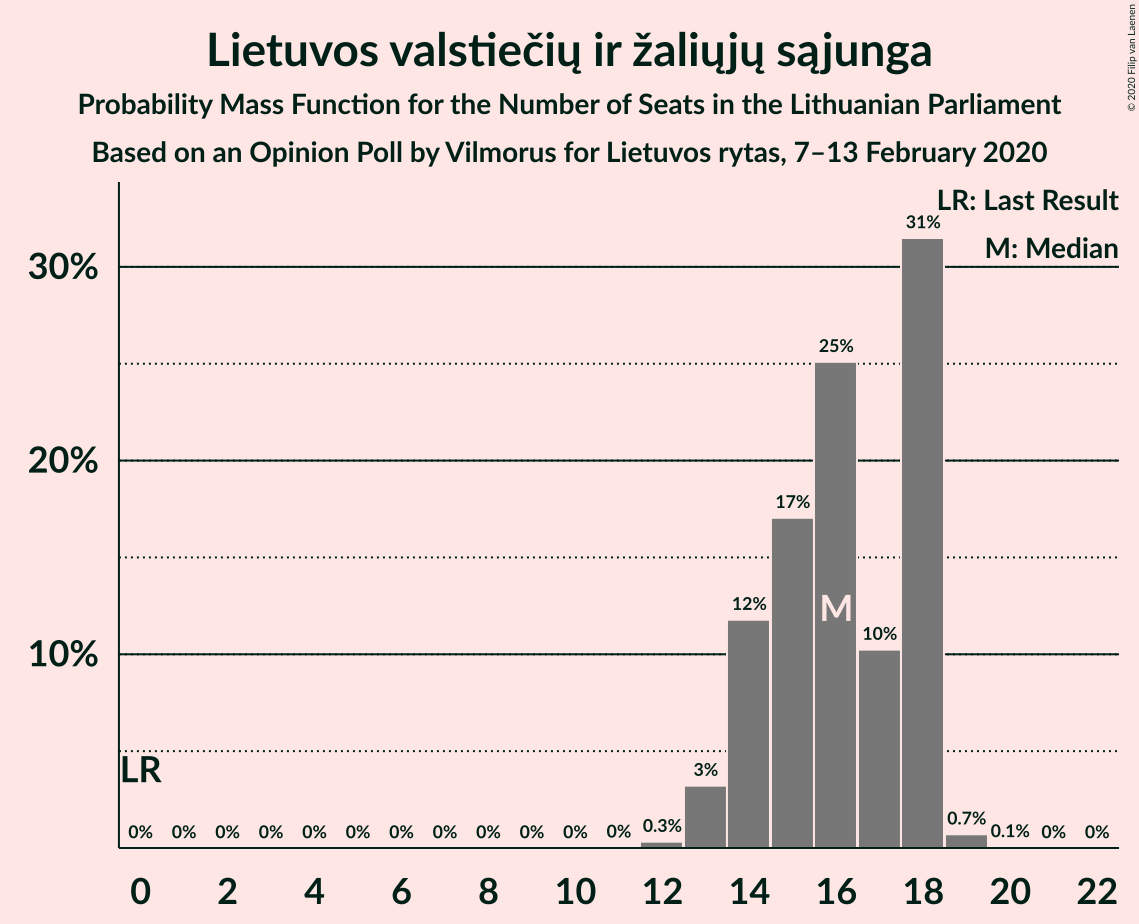 Lietuvos valstiečių ir žaliųjų sąjunga
Probability Mass Function for the Number of Seats in the Lithuanian Parliament
Based on an Opinion Poll by Vilmorus for Lietuvos rytas, 7–13 February 2020
© 2020 Filip van Laenen
LR: Last Result
M: Median
30%
20%
10%
LR
0% 0% 0% 0% 0% 0% 0% 0% 0% 0% 0% 0% 0.3% 3% 12% 17% 25% 10% 31% 0.7% 0.1% 0% 0%
M
0 2 4 6 8 10 12 14 16 18 20 22